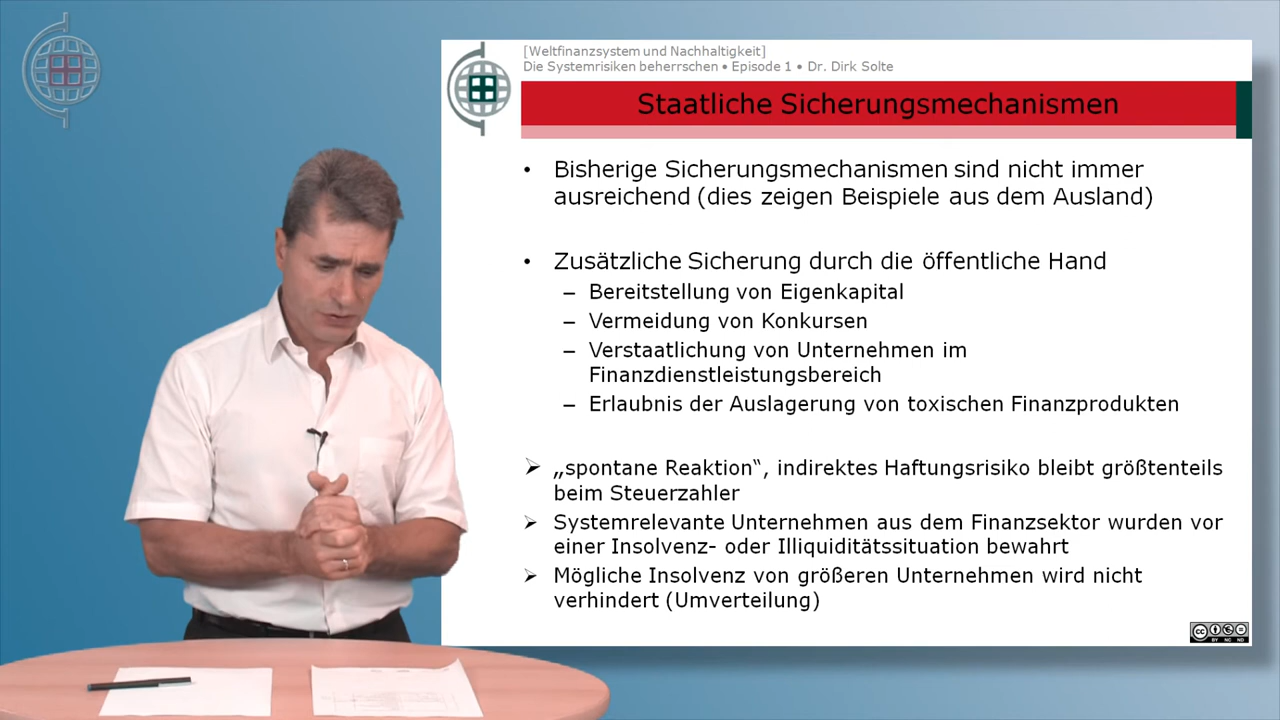 [Weltfinanzsystem und Nachhaltigkeit]
Die Systemrisiken beherrschen • Episode 1 • Dr. Dirk Solte
Staatliche Sicherungsmechanismen
• Bisherige Sicherungsmechanismen sind nicht immer
ausreichend (dies zeigen Beispiele aus dem Ausland)
• Zusätzliche Sicherung durch die öffentliche Hand
– Bereitstellung von Eigenkapital
– Vermeidung von Konkursen
– Verstaatlichung von Unternehmen im
Finanzdienstleistungsbereich
– Erlaubnis der Auslagerung von toxischen Finanzprodukten
➢ „spontane Reaktion“, indirektes Haftungsrisiko bleibt größtenteils
beim Steuerzahler
➢ Systemrelevante Unternehmen aus dem Finanzsektor wurden vor
einer Insolvenz- oder Illiquiditätssituation bewahrt
➢ Mögliche Insolvenz von größeren Unternehmen wird nicht
verhindert (Umverteilung)
cc
BY NC ND